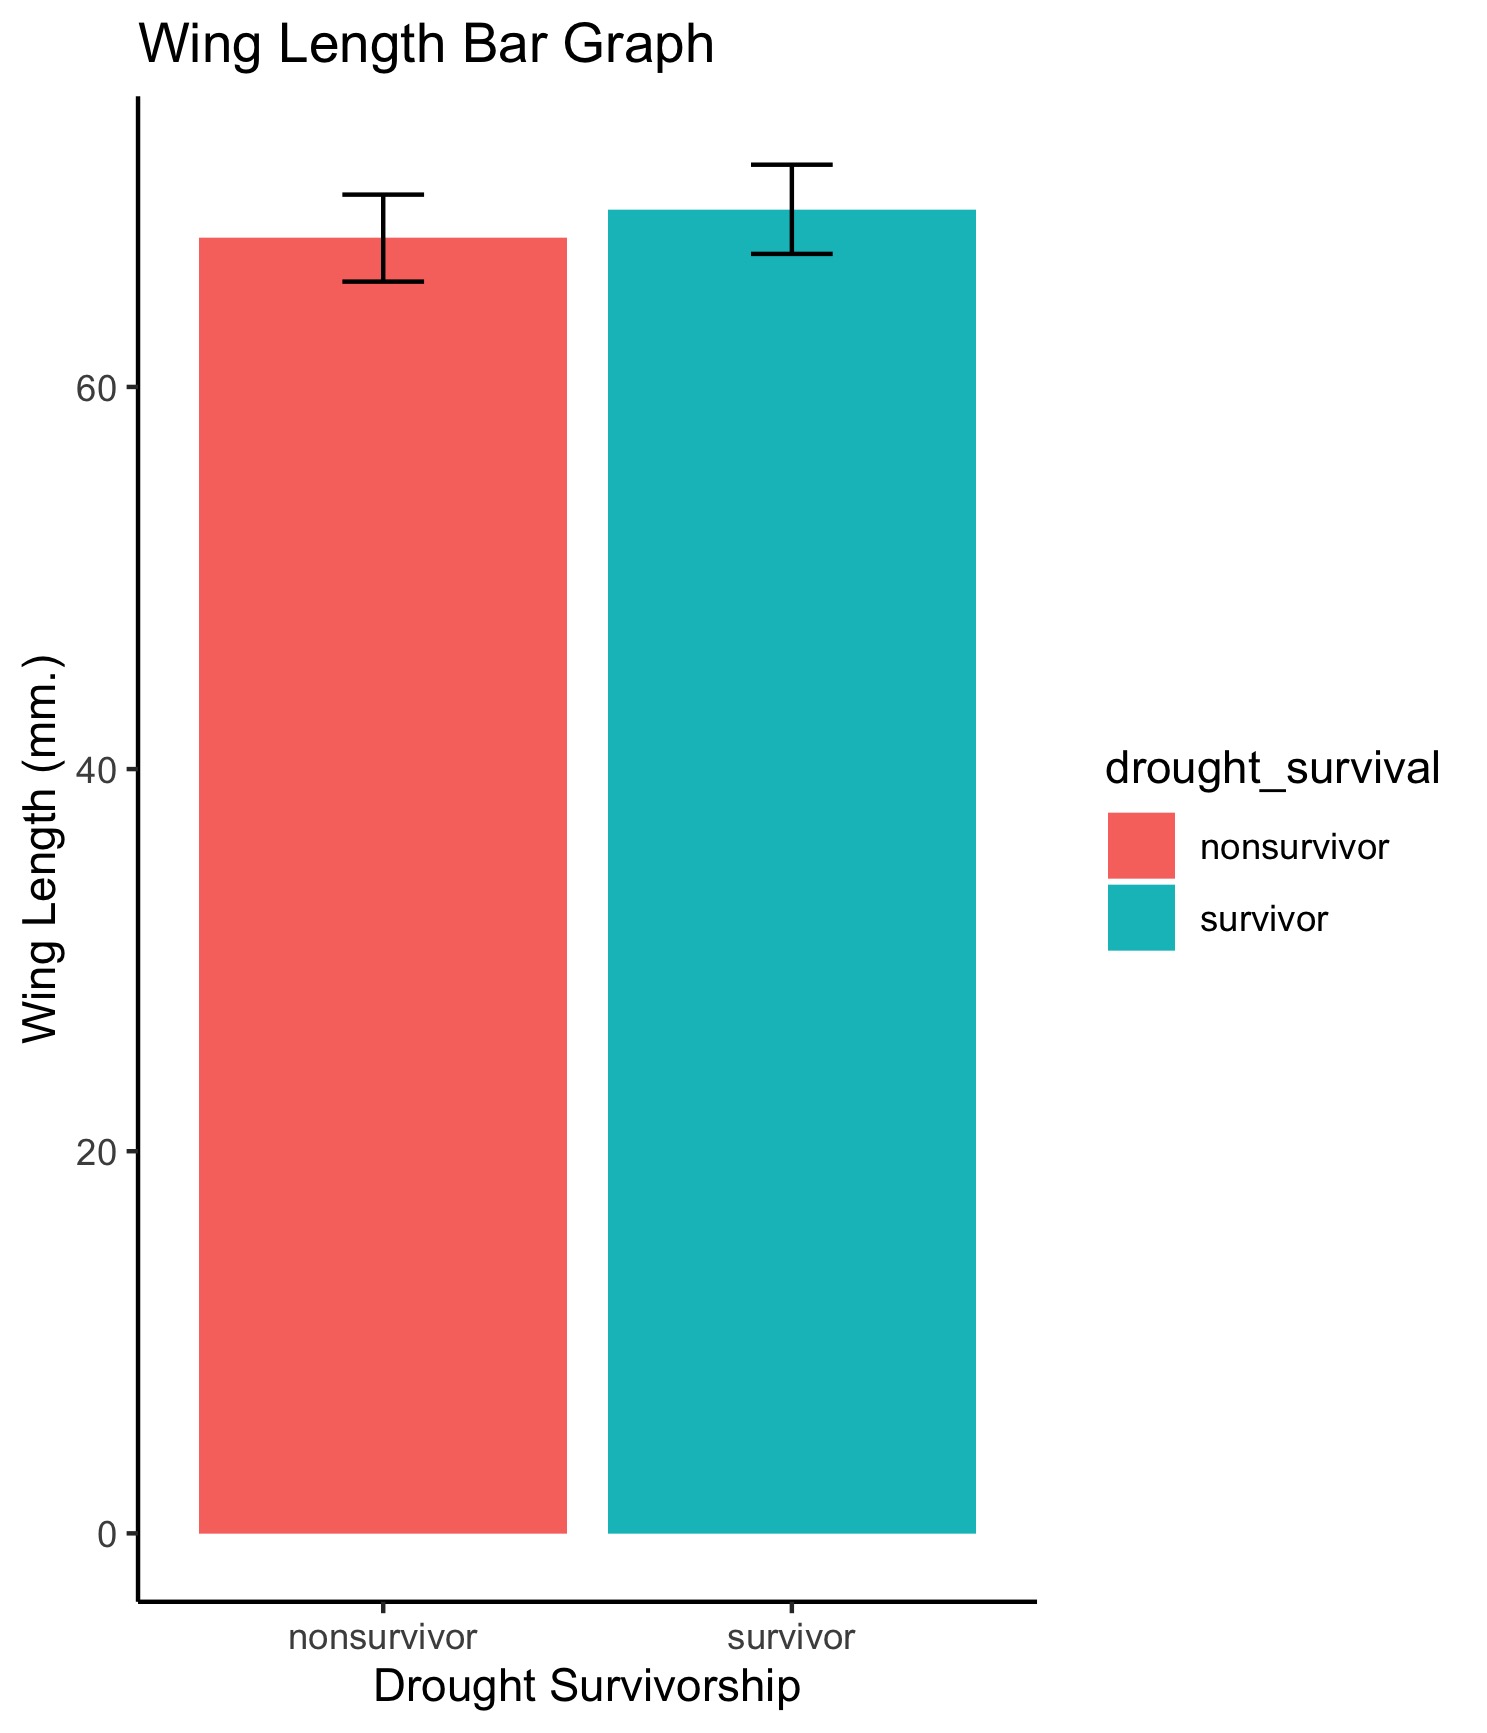 Wing Length Bar Graph
Wing Length (mm.)
60
40
20
0
nonsurvivor
survivor
Drought Survivorship
drought_survival
nonsurvivor
survivor